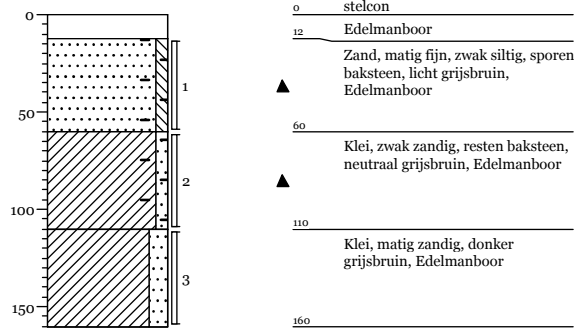 0
50
100
150
1
2
3
0 stelcon
12 Edelmanboor
Zand, matig fijn, zwak siltig, sporen
baksteen, licht grijsbruin,
Edelmanboor
60
Klei, zwak zandig, resten baksteen,
neutraal grijsbruin, Edelmanboor
110
Klei, matig zandig, donker
grijsbruin, Edelmanboor
160